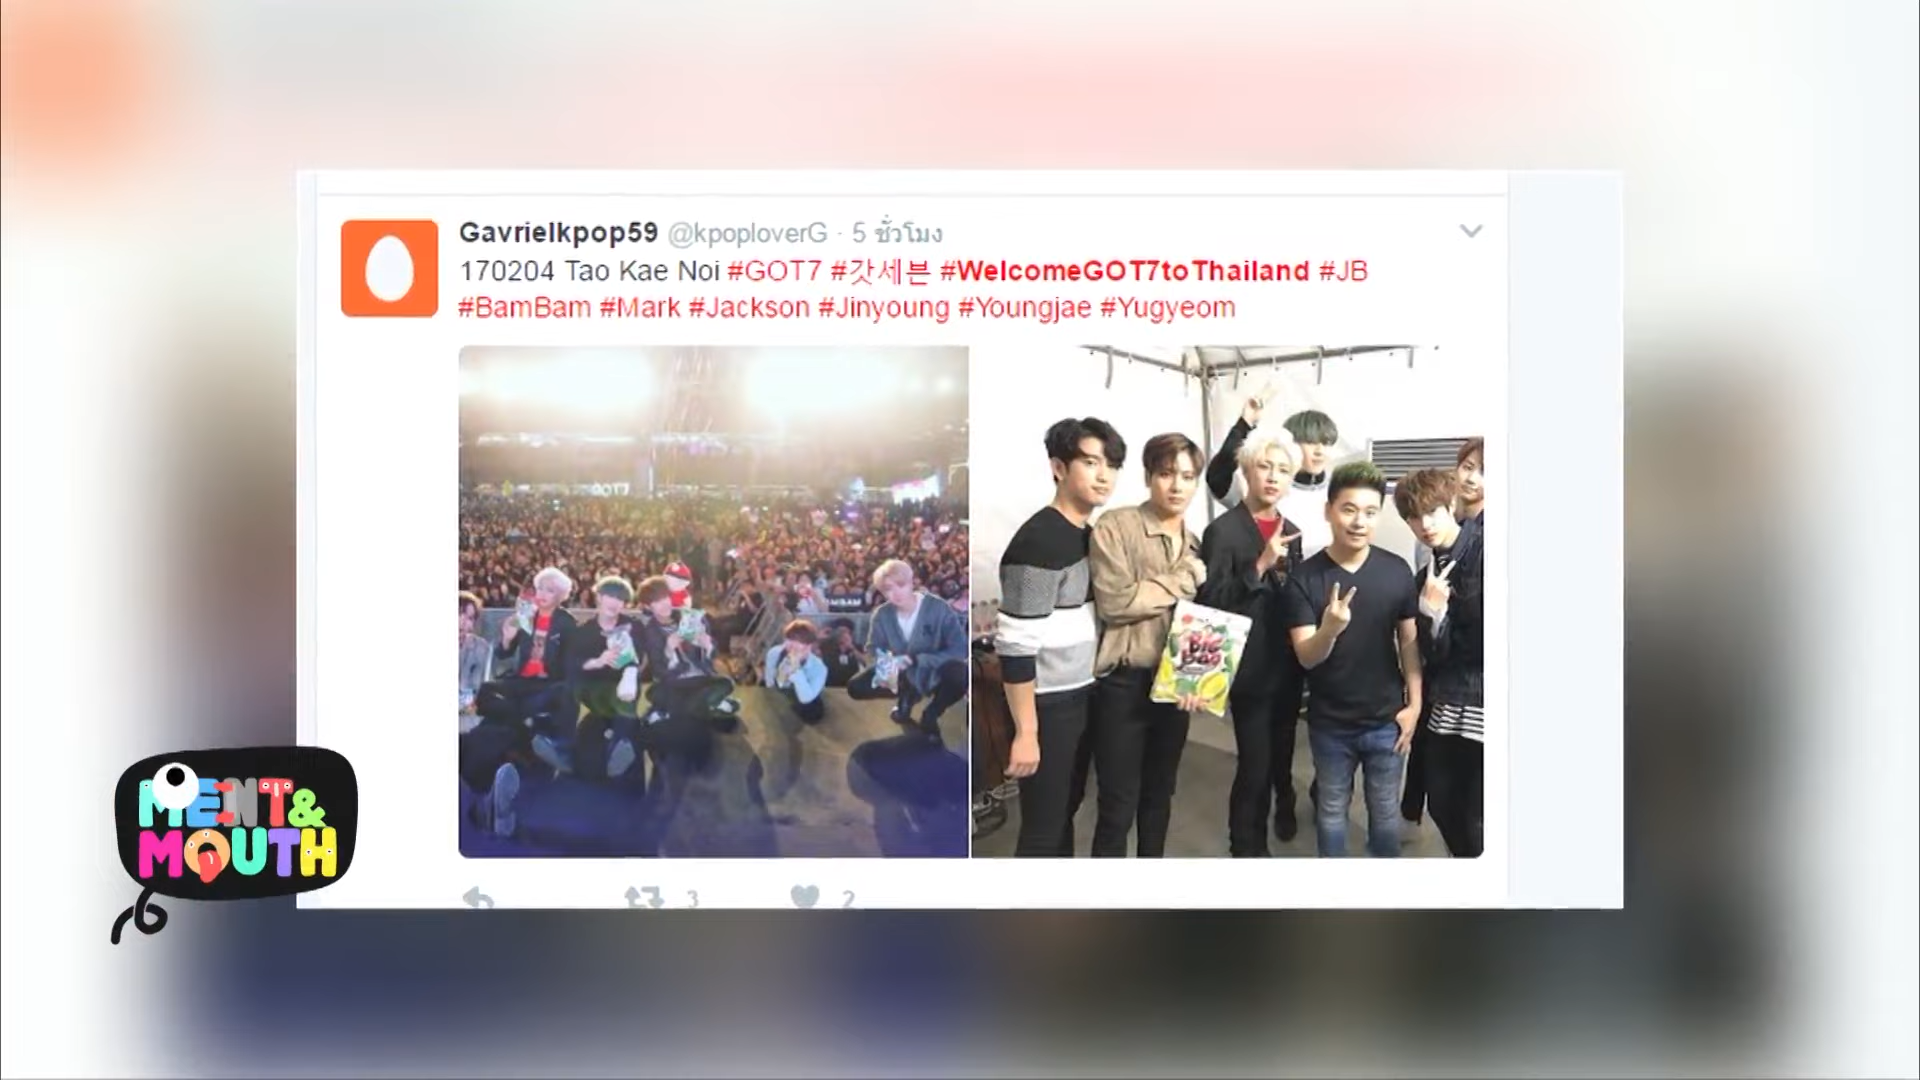 Gavrielkpop59 @kpoploverG · 5 ชั่วโมง
170204 Tao Kae Noi #GOT7 #갓세븐 #WelcomeGOT7toThailand #JB
#BamBam #Mark #Jackson #Jinyoung #Youngjae #Yugyeom
GOT7
BIG
BAG
3
2
MENT&
MOUTH